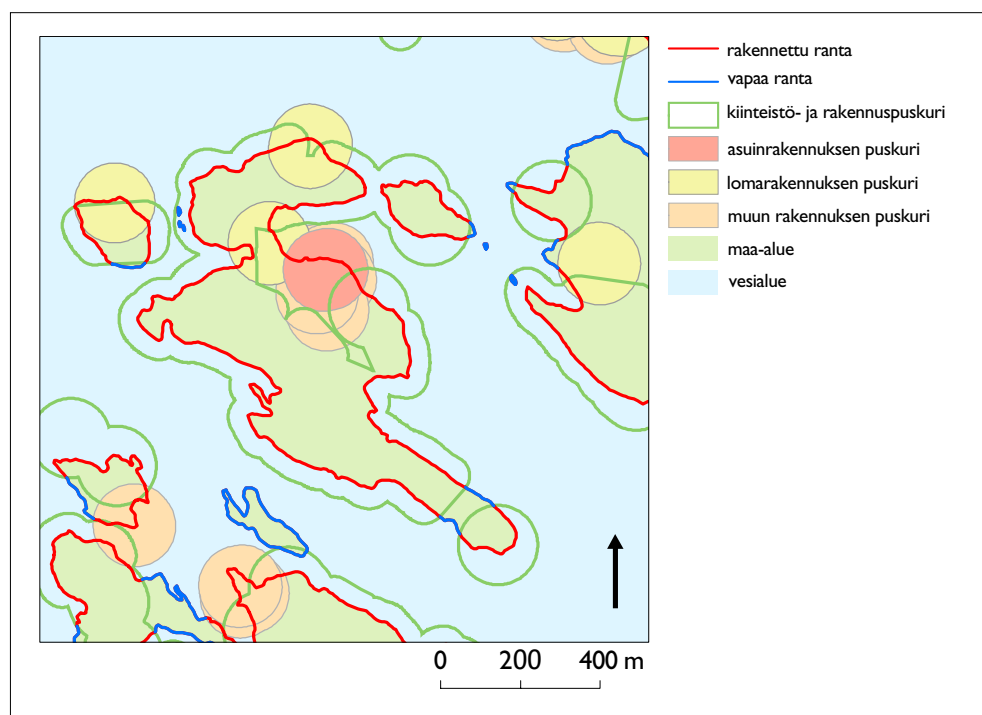 rakennettu ranta
vapaa ranta
kiinteistö- ja rakennuspuskuri
asuinrakennuksen puskuri
lomarakennuksen puskuri
muun rakennuksen puskuri
maa-alue
vesialue
0 200 400 m